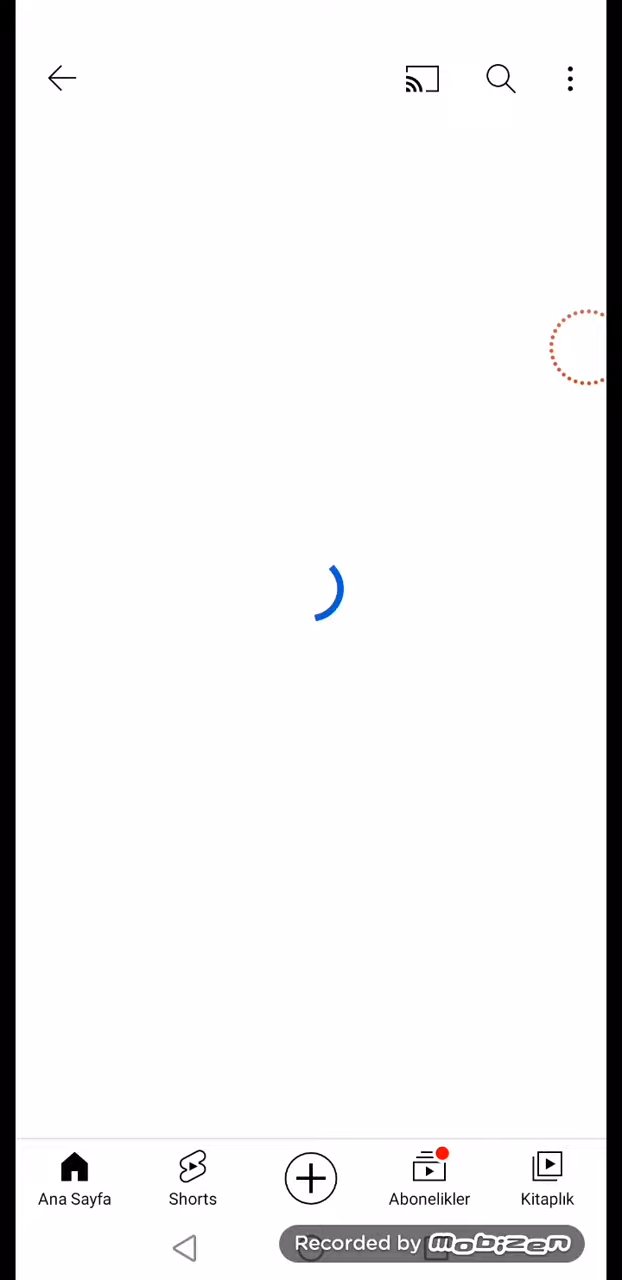 Ana Sayfa
Shorts
Abonelikler
Kitaplık
Recorded by mobizen